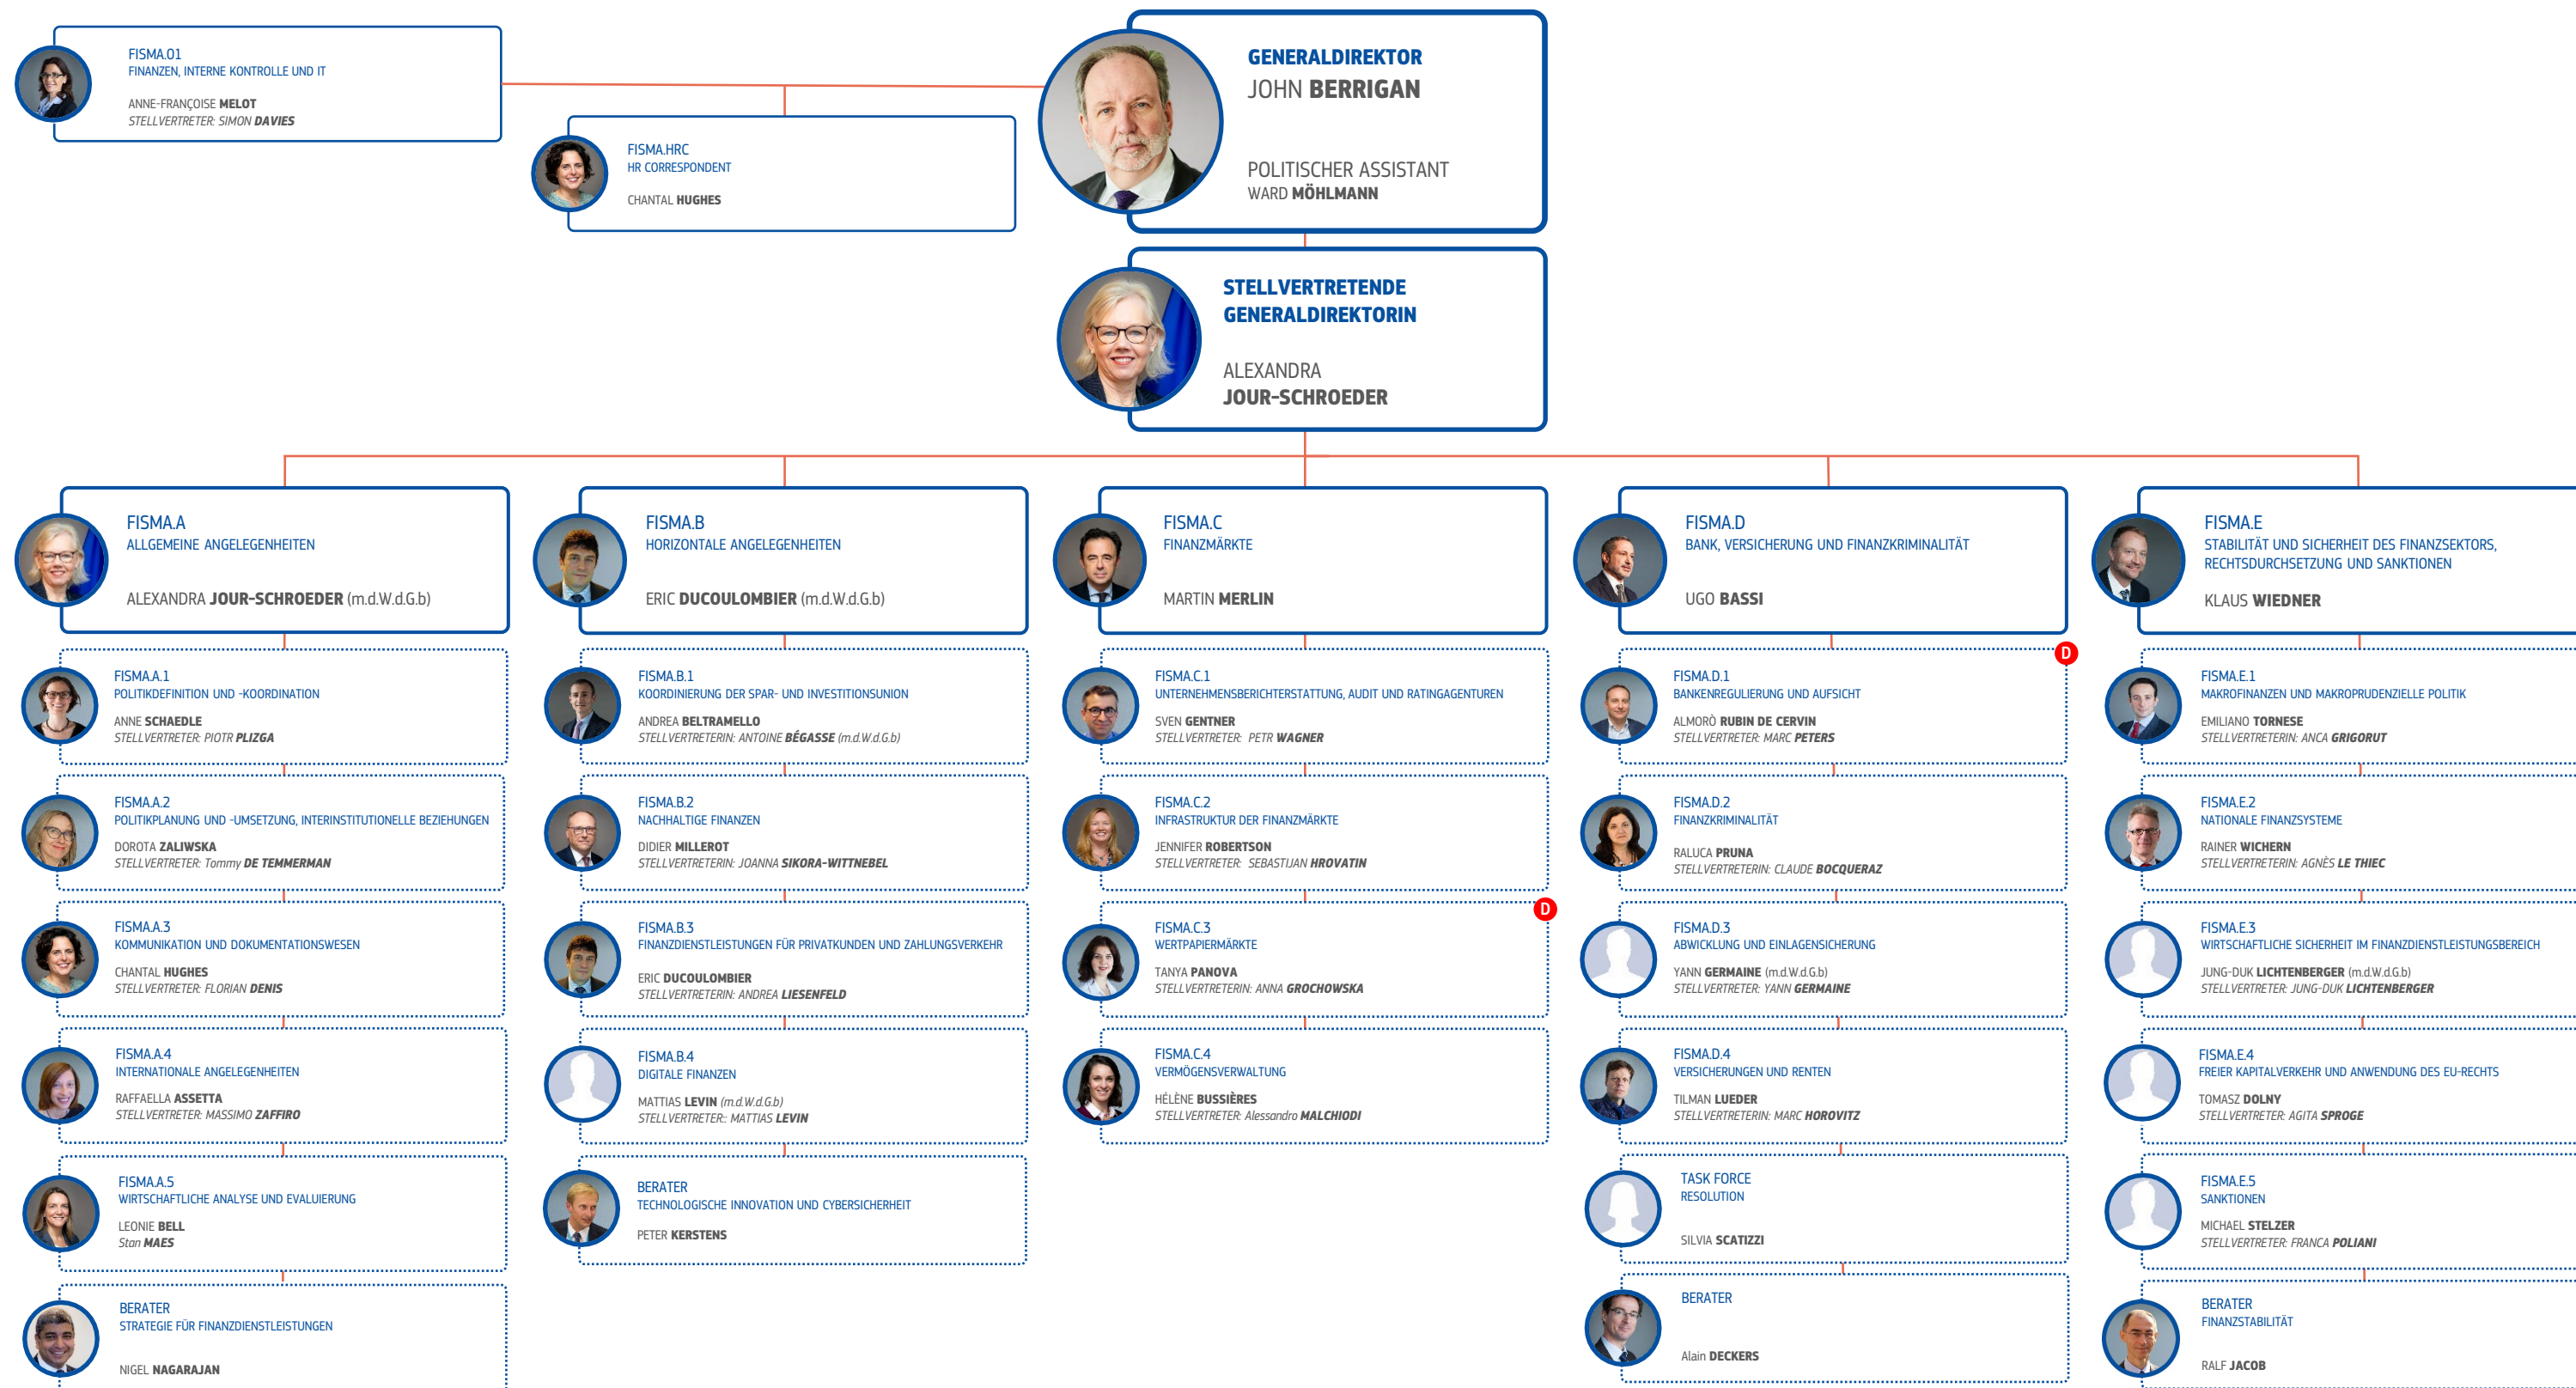 FISMA.01
FINANZEN, INTERNE KONTROLLE UND IT
ANNE-FRANÇOISE MELOT
STELLVERTRETER: SIMON DAVIES
FISMA.HRC
HR CORRESPONDENT
CHANTAL HUGHES
GENERALDIREKTOR
JOHN BERRIGAN
POLITISCHER ASSISTANT
WARD MÖHLMANN
STELLVERTRETENDE
GENERALDIREKTORIN
ALEXANDRA
JOUR-SCHROEDER
FISMA.A
ALLGEMEINE ANGELEGENHEITEN
ALEXANDRA JOUR-SCHROEDER (m.d.W.d.G.b)
FISMA.A.1
POLITIKDEFINITION UND -KOORDINATION
ANNE SCHAEDLE
STELLVERTRETER: PIOTR PLIZGA
FISMA.A.2
POLITIKPLANUNG UND -UMSETZUNG, INTERINSTITUTIONELLE BEZIEHUNGEN
DOROTA ZALIWSKA
STELLVERTRETER: Tommy DE TEMMERMAN
FISMA.A.3
KOMMUNIKATION UND DOKUMENTATIONSWESEN
CHANTAL HUGHES
STELLVERTRETER: FLORIAN DENIS
FISMA.A.4
INTERNATIONALE ANGELEGENHEITEN
RAFFAELLA ASSETTA
STELLVERTRETER: MASSIMO ZAFFIRO
FISMA.A.5
WIRTSCHAFTLICHE ANALYSE UND EVALUIERUNG
LEONIE BELL
Stan MAES
BERATER
STRATEGIE FÜR FINANZDIENSTLEISTUNGEN
NIGEL NAGARAJAN
FISMA.B
HORIZONTALE ANGELEGENHEITEN
ERIC DUCOULOMBIER (m.d.W.d.G.b)
FISMA.B.1
KOORDINIERUNG DER SPAR- UND INVESTITIONSUNION
ANDREA BELTRAMELLO
STELLVERTRETERIN: ANTOINE BÉGASSE (m.d.W.d.G.b)
FISMA.B.2
NACHHALTIGE FINANZEN
DIDIER MILLEROT
STELLVERTRETERIN: JOANNA SIKORA-WITTNEBEL
FISMA.B.3
FINANZDIENSTLEISTUNGEN FÜR PRIVATKUNDEN UND ZAHLUNGSVERKEHR
ERIC DUCOULOMBIER
STELLVERTRETERIN: ANDREA LIESENFELD
FISMA.B.4
DIGITALE FINANZEN
MATTIAS LEVIN (m.d.W.d.G.b)
STELLVERTRETER:: MATTIAS LEVIN
BERATER
TECHNOLOGISCHE INNOVATION UND CYBERSICHERHEIT
PETER KERSTENS
FISMA.C
FINANZMÄRKTE
MARTIN MERLIN
FISMA.C.1
UNTERNEHMENSBERICHTERSTATTUNG, AUDIT UND RATINGAGENTUREN
SVEN GENTNER
STELLVERTRETER: PETR WAGNER
FISMA.C.2
INFRASTRUKTUR DER FINANZMÄRKTE
JENNIFER ROBERTSON
STELLVERTRETER: SEBASTIJAN HROVATIN
D
FISMA.C.3
WERTPAPIERMÄRKTE
TANYA PANOVA
STELLVERTRETERIN: ANNA GROCHOWSKA
FISMA.C.4
VERMÖGENSVERWALTUNG
HÉLÈNE BUSSIÈRES
STELLVERTRETER: Alessandro MALCHIODI
FISMA.D
BANK, VERSICHERUNG UND FINANZKRIMINALITÄT
UGO BASSI
D
FISMA.D.1
BANKENREGULIERUNG UND AUFSICHT
ALMORÒ RUBIN DE CERVIN
STELLVERTRETER: MARC PETERS
FISMA.D.2
FINANZKRIMINALITÄT
RALUCA PRUNA
STELLVERTRETERIN: CLAUDE BOCQUERAZ
FISMA.D.3
ABWICKLUNG UND EINLAGENSICHERUNG
YANN GERMAINE (m.d.W.d.G.b)
STELLVERTRETER: YANN GERMAINE
FISMA.D.4
VERSICHERUNGEN UND RENTEN
TILMAN LUEDER
STELLVERTRETERIN: MARC HOROVITZ
TASK FORCE
RESOLUTION
SILVIA SCATIZZI
BERATER
Alain DECKERS
FISMA.E
STABILITÄT UND SICHERHEIT DES FINANZSEKTORS,
RECHTSDURCHSETZUNG UND SANKTIONEN
KLAUS WIEDNER
FISMA.E.1
MAKROFINANZEN UND MAKROPRUDENZIELLE POLITIK
EMILIANO TORNESE
STELLVERTRETERIN: ANCA GRIGORUT
FISMA.E.2
NATIONALE FINANZSYSTEME
RAINER WICHERN
STELLVERTRETERIN: AGNÈS LE THIEC
FISMA.E.3
WIRTSCHAFTLICHE SICHERHEIT IM FINANZDIENSTLEISTUNGSBEREICH
JUNG-DUK LICHTENBERGER (m.d.W.d.G.b)
STELLVERTRETER: JUNG-DUK LICHTENBERGER
FISMA.E.4
FREIER KAPITALVERKEHR UND ANWENDUNG DES EU-RECHTS
TOMASZ DOLNY
STELLVERTRETER: AGITA SPROGE
FISMA.E.5
SANKTIONEN
MICHAEL STELZER
STELLVERTRETER: FRANCA POLIANI
BERATER
FINANZSTABILITÄT
RALF JACOB